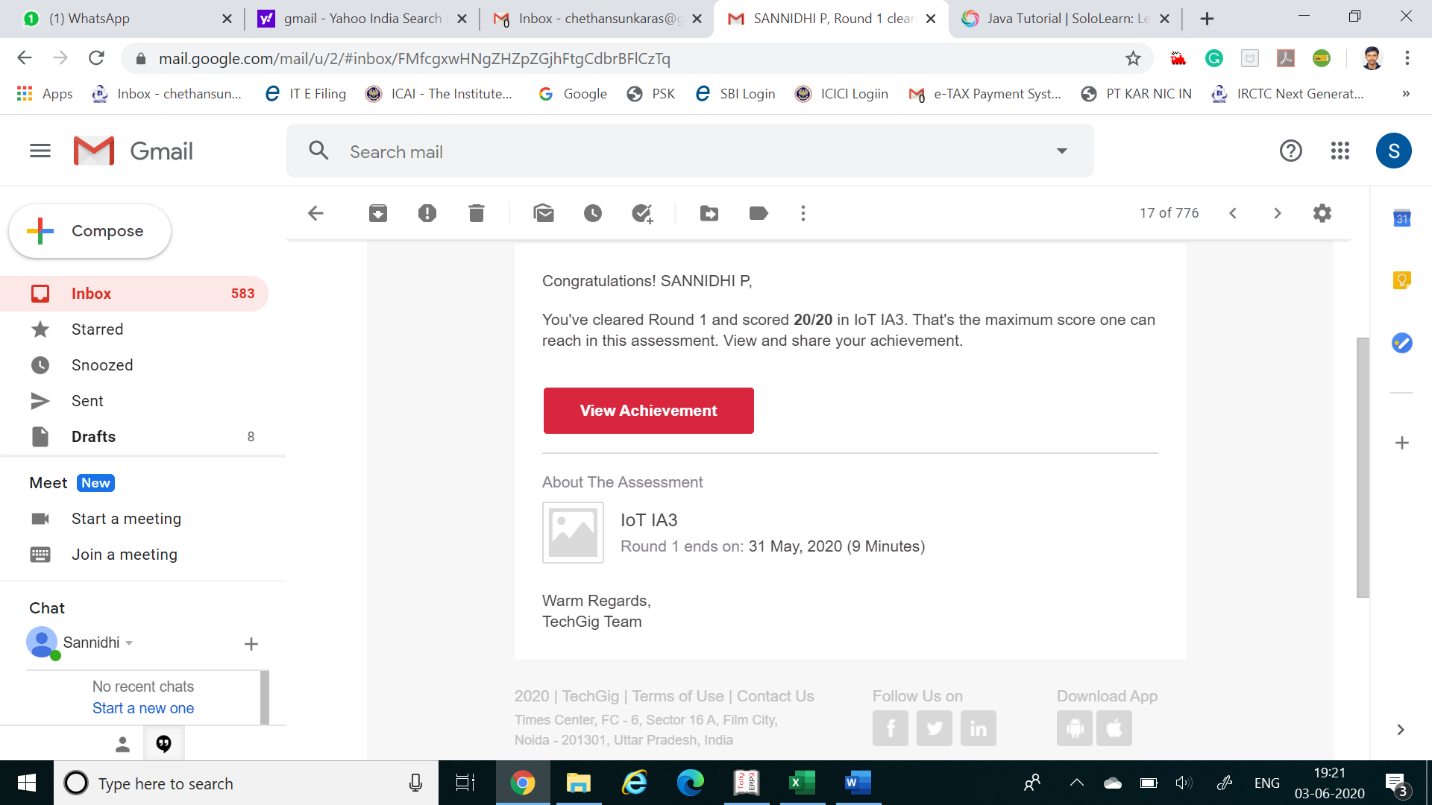 (1) WhatsApp
gmail - Yahoo India Search
Inbox - chethansunkaras@g
SANNIDHI P, Round 1 clear
Java Tutorial | SoloLearn: Le
mail.google.com/mail/u/2/#inbox/FMfcgxwHNgZHZpZGjhFtgCdbrBFlCzTq
Apps
Inbox - chethansun...
IT E Filing
ICAI - The Institute...
Google
PSK
SBI Login
ICICI Logiin
e-TAX Payment Syst...
PT KAR NIC IN
IRCTC Next Generat...
»
Gmail
Search mail
S
Compose
17 of 776
31
Inbox 583
Starred
Snoozed
Sent
Drafts 8
Meet New
Start a meeting
Join a meeting
Chat
Sannidhi
No recent chats
Start a new one
Congratulations! SANNIDHI P,
You've cleared Round 1 and scored 20/20 in IoT IA3. That's the maximum score one can
reach in this assessment. View and share your achievement.
View Achievement
About The Assessment
IoT IA3
Round 1 ends on: 31 May, 2020 (9 Minutes)
Warm Regards,
TechGig Team
2020 | TechGig | Terms of Use | Contact Us
Times Center, FC - 6, Sector 16 A, Film City,
Noida - 201301, Uttar Pradesh, India
Follow Us on
Download App
Type here to search
ENG
19:21
03-06-2020
3